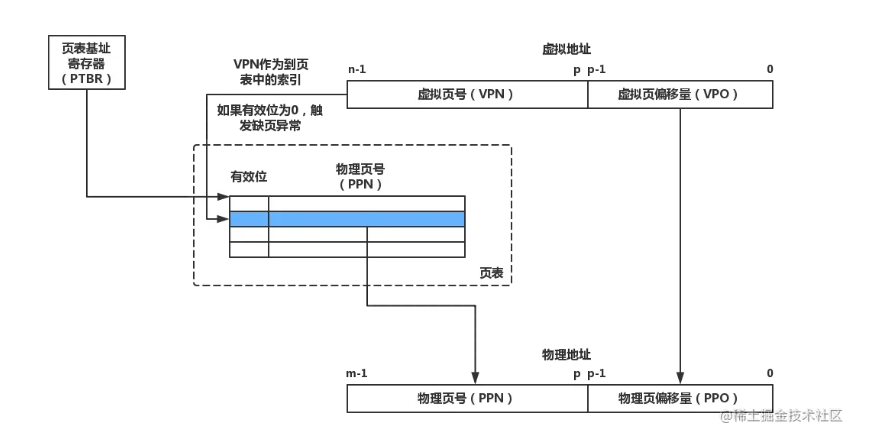 页表基址
寄存器
（PTBR）
VPN作为到页
表中的索引
如果有效位为0，触
发缺页异常
虚拟地址
n-1
p
p-1
0
虚拟页号（VPN）
虚拟页偏移量（VPO）
有效位
物理页号
（PPN）
页表
物理地址
m-1
p
p-1
0
物理页号（PPN）
物理页偏移量（PPO）
@稀土掘金技术社区